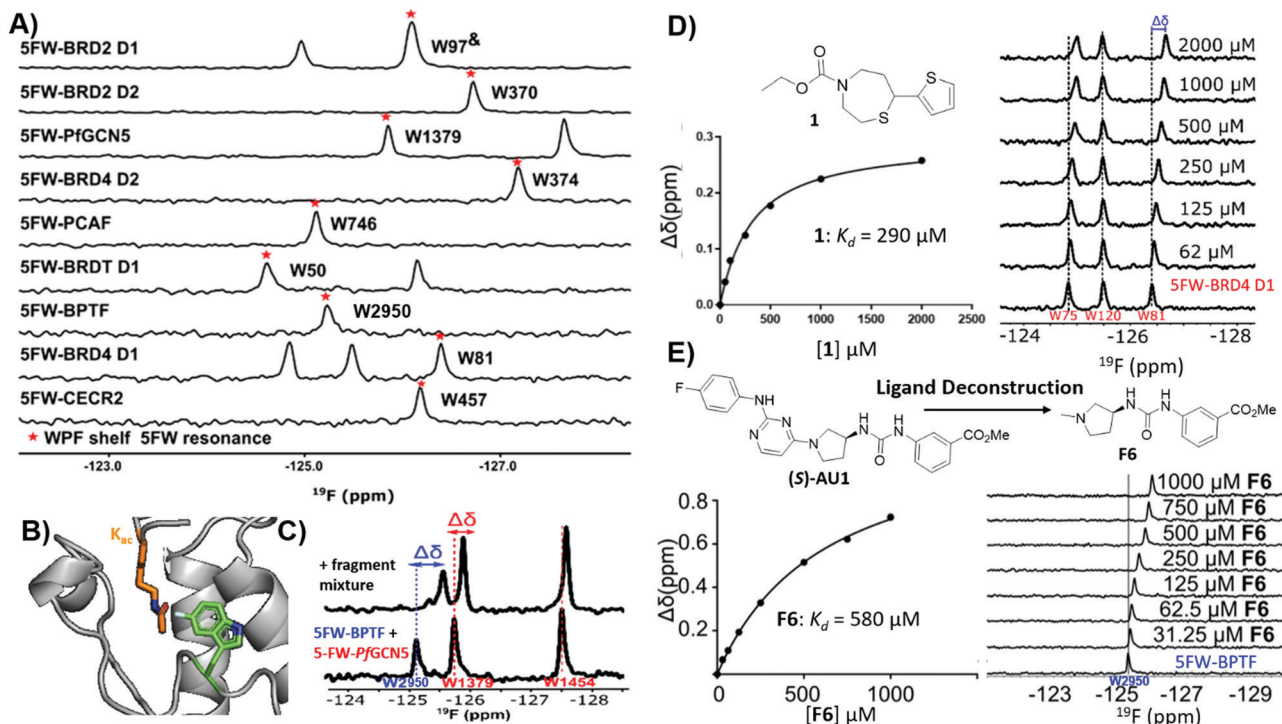 A)
5FW-BRD2 D1
W97&
5FW-BRD2 D2
W370
5FW-PfGCN5
W1379
5FW-BRD4 D2
W374
5FW-PCAF
W746
5FW-BRDT D1
W50
5FW-BPTF
W2950
5FW-BRD4 D1
W81
5FW-CECR2
W457
★ WPF shelf 5FW resonance
-123.0 -125.0 -127.0
19F (ppm)
B)
Kac
C)
Δδ
Δδ
+ fragment
mixture
5FW-BPTF +
5-FW-PfGCN5
W2950 W1379 W1454
-124 -125 -126 -127 -128
19F (ppm)
D)
O
O
N
S
S
1
0.3
0.2
0.1
0.0
Δδ(ppm)
1: Kd = 290 μM
0 500 1000 1500 2000 2500
[1] μM
Δδ
2000 μM
1000 μM
500 μM
250 μM
125 μM
62 μM
5FW-BRD4 D1
W75 W120 W81
-124 -126 -128
19F (ppm)
E)
Ligand Deconstruction
F
NH
N
N
N
H
N
H
N
O
CO2Me
(S)-AU1
N
H
N
H
N
O
CO2Me
F6
0.8
0.6
0.4
0.2
Δδ(ppm)
F6: Kd = 580 μM
0 500 1000
[F6] μM
1000 μM F6
750 μM F6
500 μM F6
250 μM F6
125 μM F6
62.5 μM F6
31.25 μM F6
5FW-BPTF
W2950
-123 -125 -127 -129
19F (ppm)